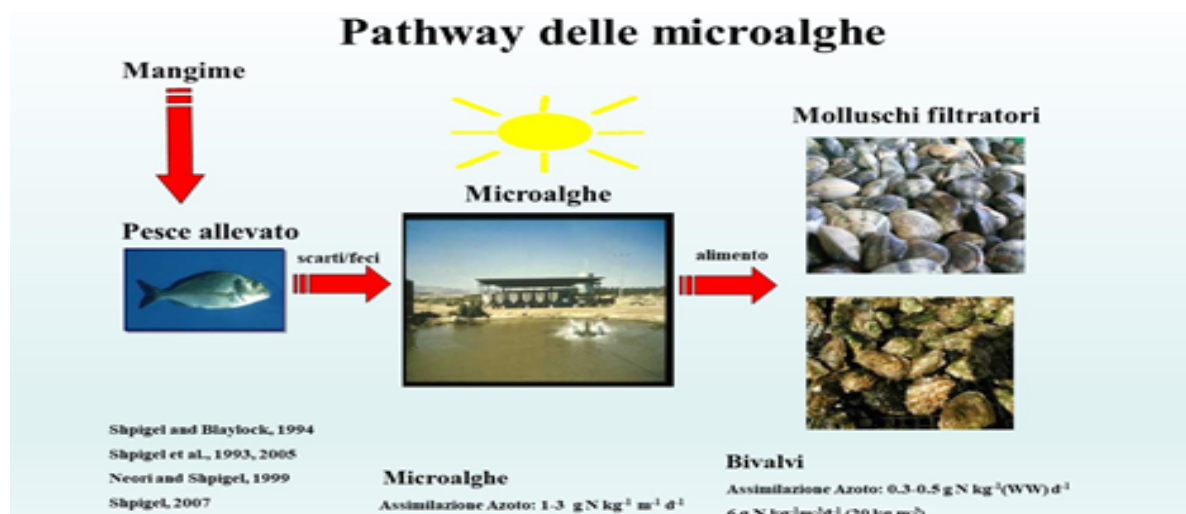 Pathway delle microalghe
Mangime
Molluschi filtratori
Microalghe
Pesce allevato
scarti/feci
alimento
Shpigel and Blaylock, 1994
Shpigel et al., 1993, 2005
Neori and Shpigel, 1999
Shpigel, 2007
Microalghe
Assimilazione Azoto: 1-3 g N kg⁻¹ m⁻¹ d⁻¹
Bivalvi
Assimilazione Azoto: 0.3-0.5 g N kg⁻¹(WW) d⁻¹